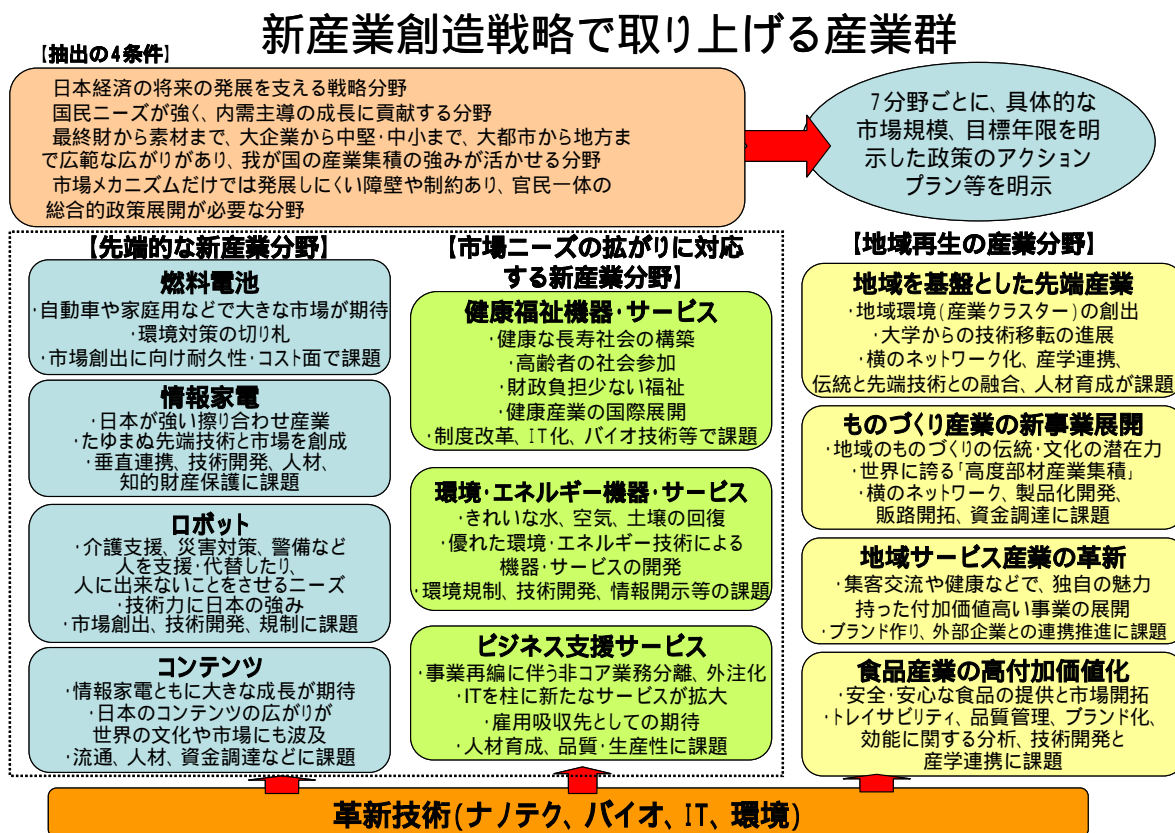 新産業創造戦略で取り上げる産業群
【抽出の4条件】
日本経済の将来の発展を支える戦略分野
国民ニーズが強く、内需主導の成長に貢献する分野
最終財から素材まで、大企業から中堅・中小まで、大都市から地方ま
で広範な広がりがあり、我が国の産業集積の強みが活かせる分野
市場メカニズムだけでは発展しにくい障壁や制約あり、官民一体の
総合的政策展開が必要な分野
7分野ごとに、具体的な
市場規模、目標年限を明
示した政策のアクション
プラン等を明示
【先端的な新産業分野】
燃料電池
・自動車や家庭用などで大きな市場が期待
・環境対策の切り札
・市場創出に向け耐久性・コスト面で課題
情報家電
・日本が強い擦り合わせ産業
・たゆまぬ先端技術と市場を創成
・垂直連携、技術開発、人材、
知的財産保護に課題
ロボット
・介護支援、災害対策、警備など
人を支援・代替したり、
人に出来ないことをさせるニーズ
・技術力に日本の強み
・市場創出、技術開発、規制に課題
コンテンツ
・情報家電ともに大きな成長が期待
・日本のコンテンツの広がりが
世界の文化や市場にも波及
・流通、人材、資金調達などに課題
【市場ニーズの拡がりに対応
する新産業分野】
健康福祉機器・サービス
・健康な長寿社会の構築
・高齢者の社会参加
・財政負担少ない福祉
・健康産業の国際展開
・制度改革、IT化、バイオ技術等で課題
環境・エネルギー機器・サービス
・きれいな水、空気、土壌の回復
・優れた環境・エネルギー技術による
機器・サービスの開発
・環境規制、技術開発、情報開示等の課題
ビジネス支援サービス
・事業再編に伴う非コア業務分離、外注化
・ITを柱に新たなサービスが拡大
・雇用吸収先としての期待
・人材育成、品質・生産性に課題
【地域再生の産業分野】
地域を基盤とした先端産業
・地域環境(産業クラスター)の創出
・大学からの技術移転の進展
・横のネットワーク化、産学連携、
伝統と先端技術との融合、人材育成が課題
ものづくり産業の新事業展開
・地域のものづくりの伝統・文化の潜在力
・世界に誇る「高度部材産業集積」
・横のネットワーク、製品化開発、
販路開拓、資金調達に課題
地域サービス産業の革新
・集客交流や健康などで、独自の魅力
持った付加価値高い事業の展開
・ブランド作り、外部企業との連携推進に課題
食品産業の高付加価値化
・安全・安心な食品の提供と市場開拓
・トレイサビリティ、品質管理、ブランド化、
効能に関する分析、技術開発と
産学連携に課題
革新技術(ナノテク、バイオ、IT、環境)